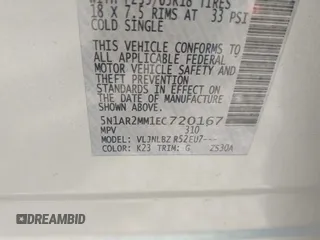 18 X 7.5 RIMS AT 33 PSI
COLD SINGLE
THIS VEHICLE CONFORMS TO
ALL APPLICABLE FEDERAL
MOTOR VEHICLE SAFETY AND
THEFT PREVENTION
STANDARDS IN EFFECT ON
THE DATE OF MANUFACTURE
SHOWN ABOVE
5N1AR2MM1EC720167
MPV 310
MODEL: VLJNLBZ R52EU7---
COLOR: K23 TRIM: G ZS30A
DREAMBID